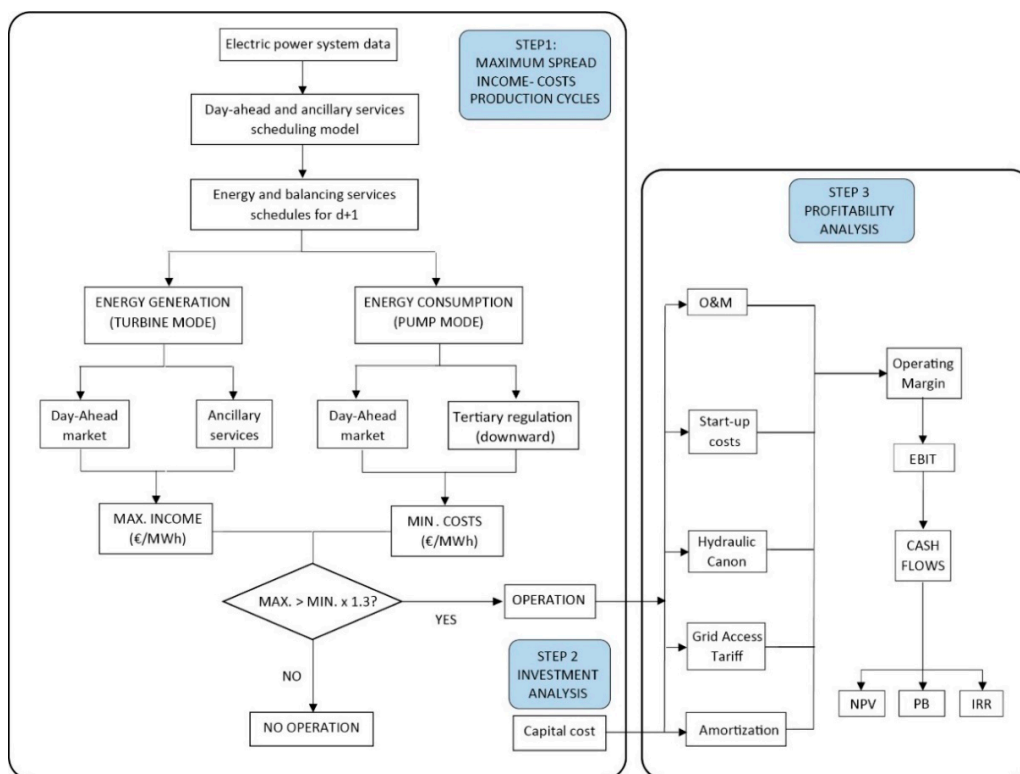 Electric power system data
STEP1:
MAXIMUM SPREAD
INCOME- COSTS
PRODUCTION CYCLES
Day-ahead and ancillary services
scheduling model
Energy and balancing services
schedules for d+1
ENERGY GENERATION
(TURBINE MODE)
ENERGY CONSUMPTION
(PUMP MODE)
Day-Ahead
market
Ancillary
services
Day-Ahead
market
Tertiary regulation
(downward)
MAX. INCOME
(€/MWh)
MIN. COSTS
(€/MWh)
MAX. > MIN. x 1.3?
YES
OPERATION
NO
NO OPERATION
STEP 2
INVESTMENT
ANALYSIS
Capital cost
STEP 3
PROFITABILITY
ANALYSIS
O&M
Start-up
costs
Hydraulic
Canon
Grid Access
Tariff
Amortization
Operating
Margin
EBIT
CASH
FLOWS
NPV
PB
IRR